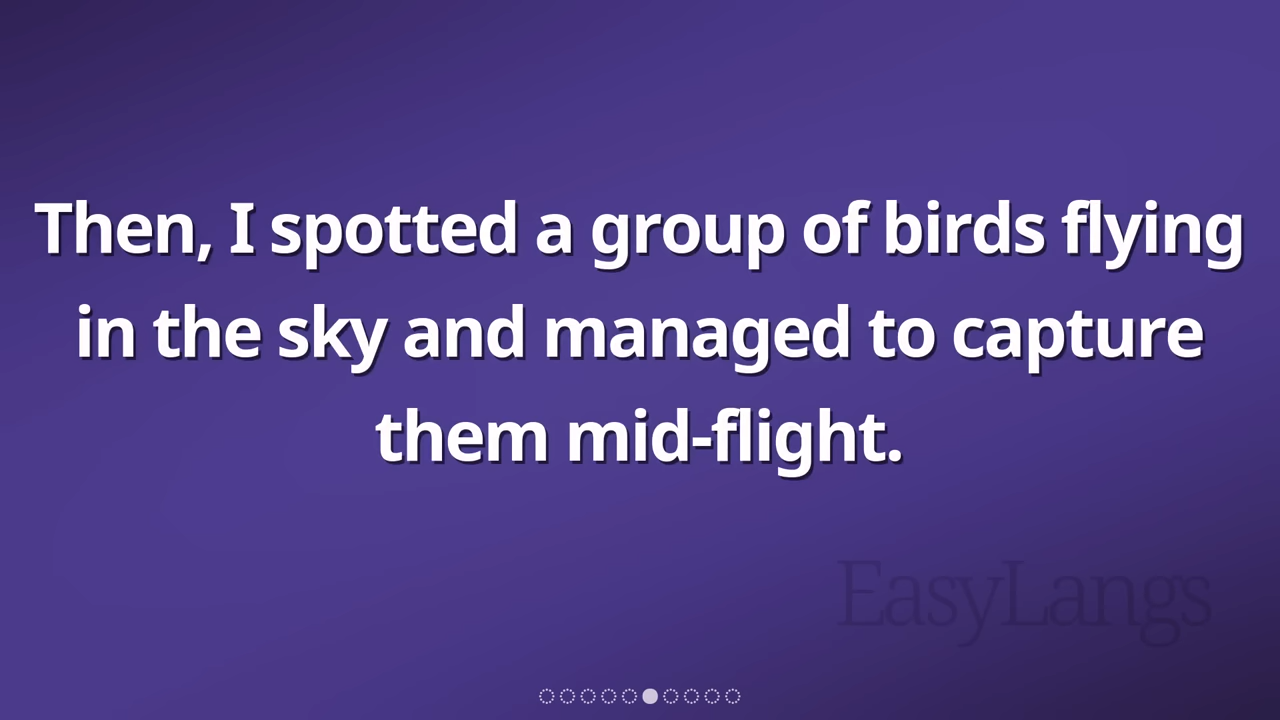 Then, I spotted a group of birds flying
in the sky and managed to capture
them mid-flight.
EasyLangs